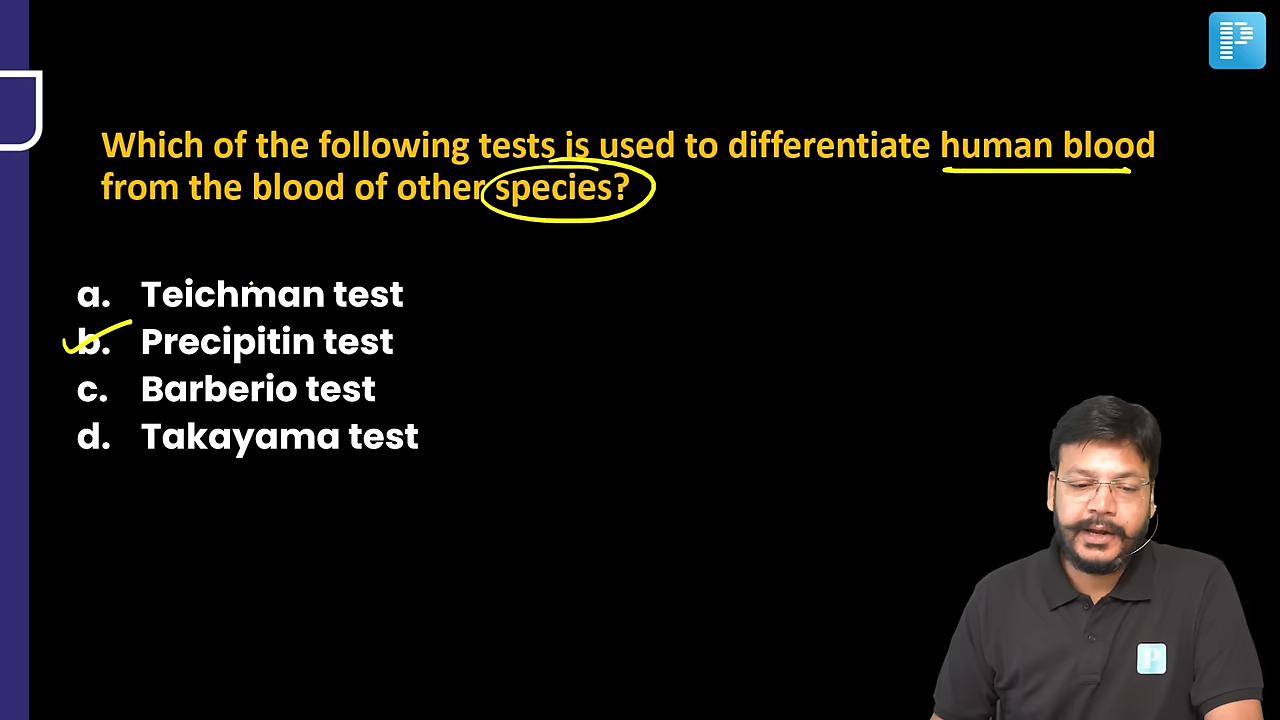 Which of the following tests is used to differentiate human blood
from the blood of other species?
a. Teichman test
b. Precipitin test
c. Barberio test
d. Takayama test